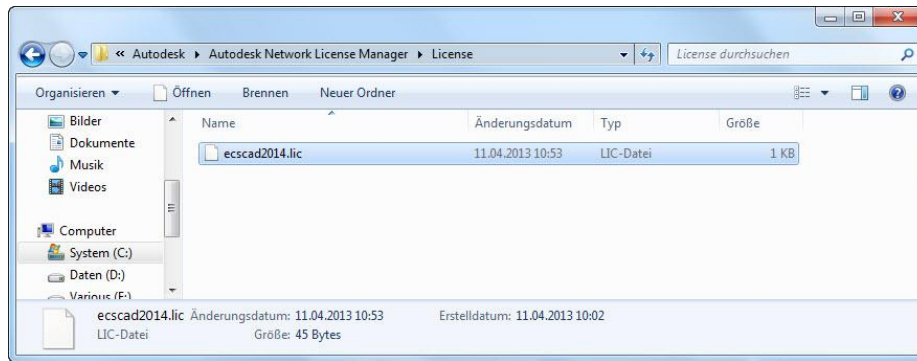 « Autodesk ▸ Autodesk Network License Manager ▸ License
License durchsuchen
Organisieren Öffnen Brennen Neuer Ordner
Bilder
Dokumente
Musik
Videos
Computer
System (C:)
Daten (D:)
Various (E:)
Name Änderungsdatum Typ Größe
ecscad2014.lic 11.04.2013 10:53 LIC-Datei 1 KB
ecscad2014.lic Änderungsdatum: 11.04.2013 10:53 Erstelldatum: 11.04.2013 10:02
LIC-Datei Größe: 45 Bytes